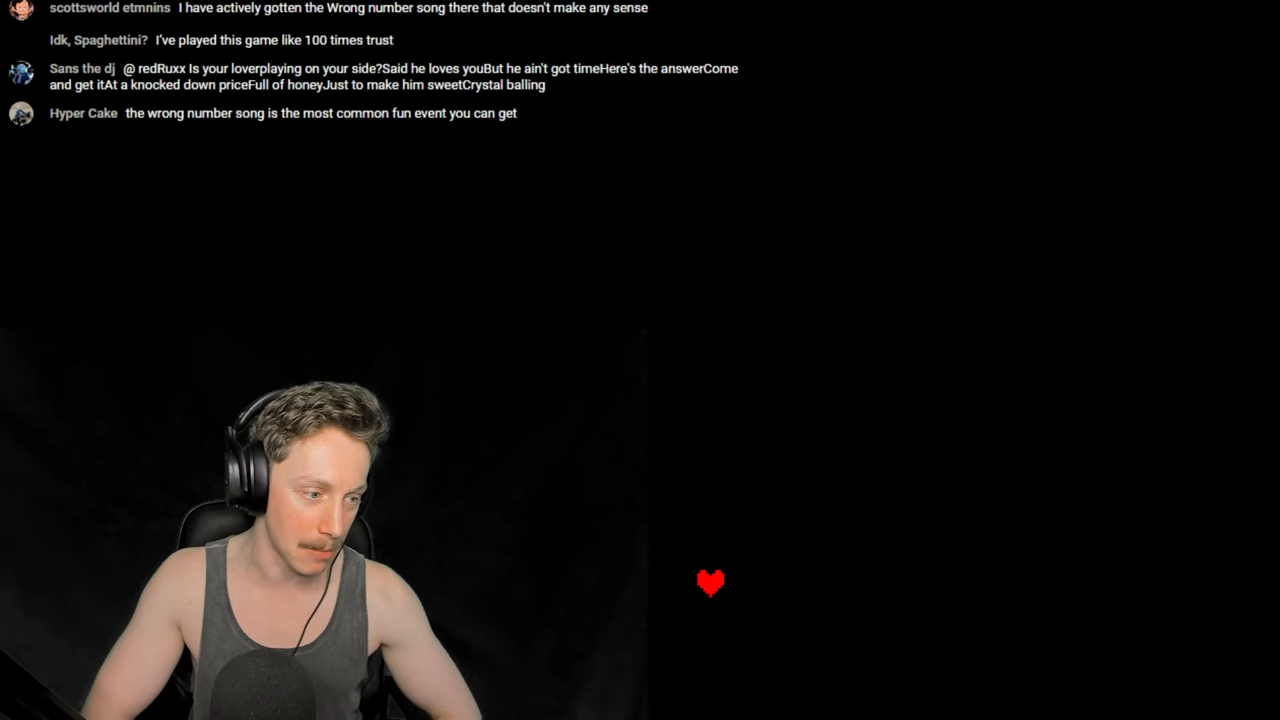 scottsworld etmnins I have actively gotten the Wrong number song there that doesn't make any sense
Idk, Spaghettini? I've played this game like 100 times trust
Sans the dj @ redRuxx Is your loverplaying on your side?Said he loves youBut he ain't got timeHere's the answerCome
and get itAt a knocked down priceFull of honeyJust to make him sweetCrystal balling
Hyper Cake the wrong number song is the most common fun event you can get